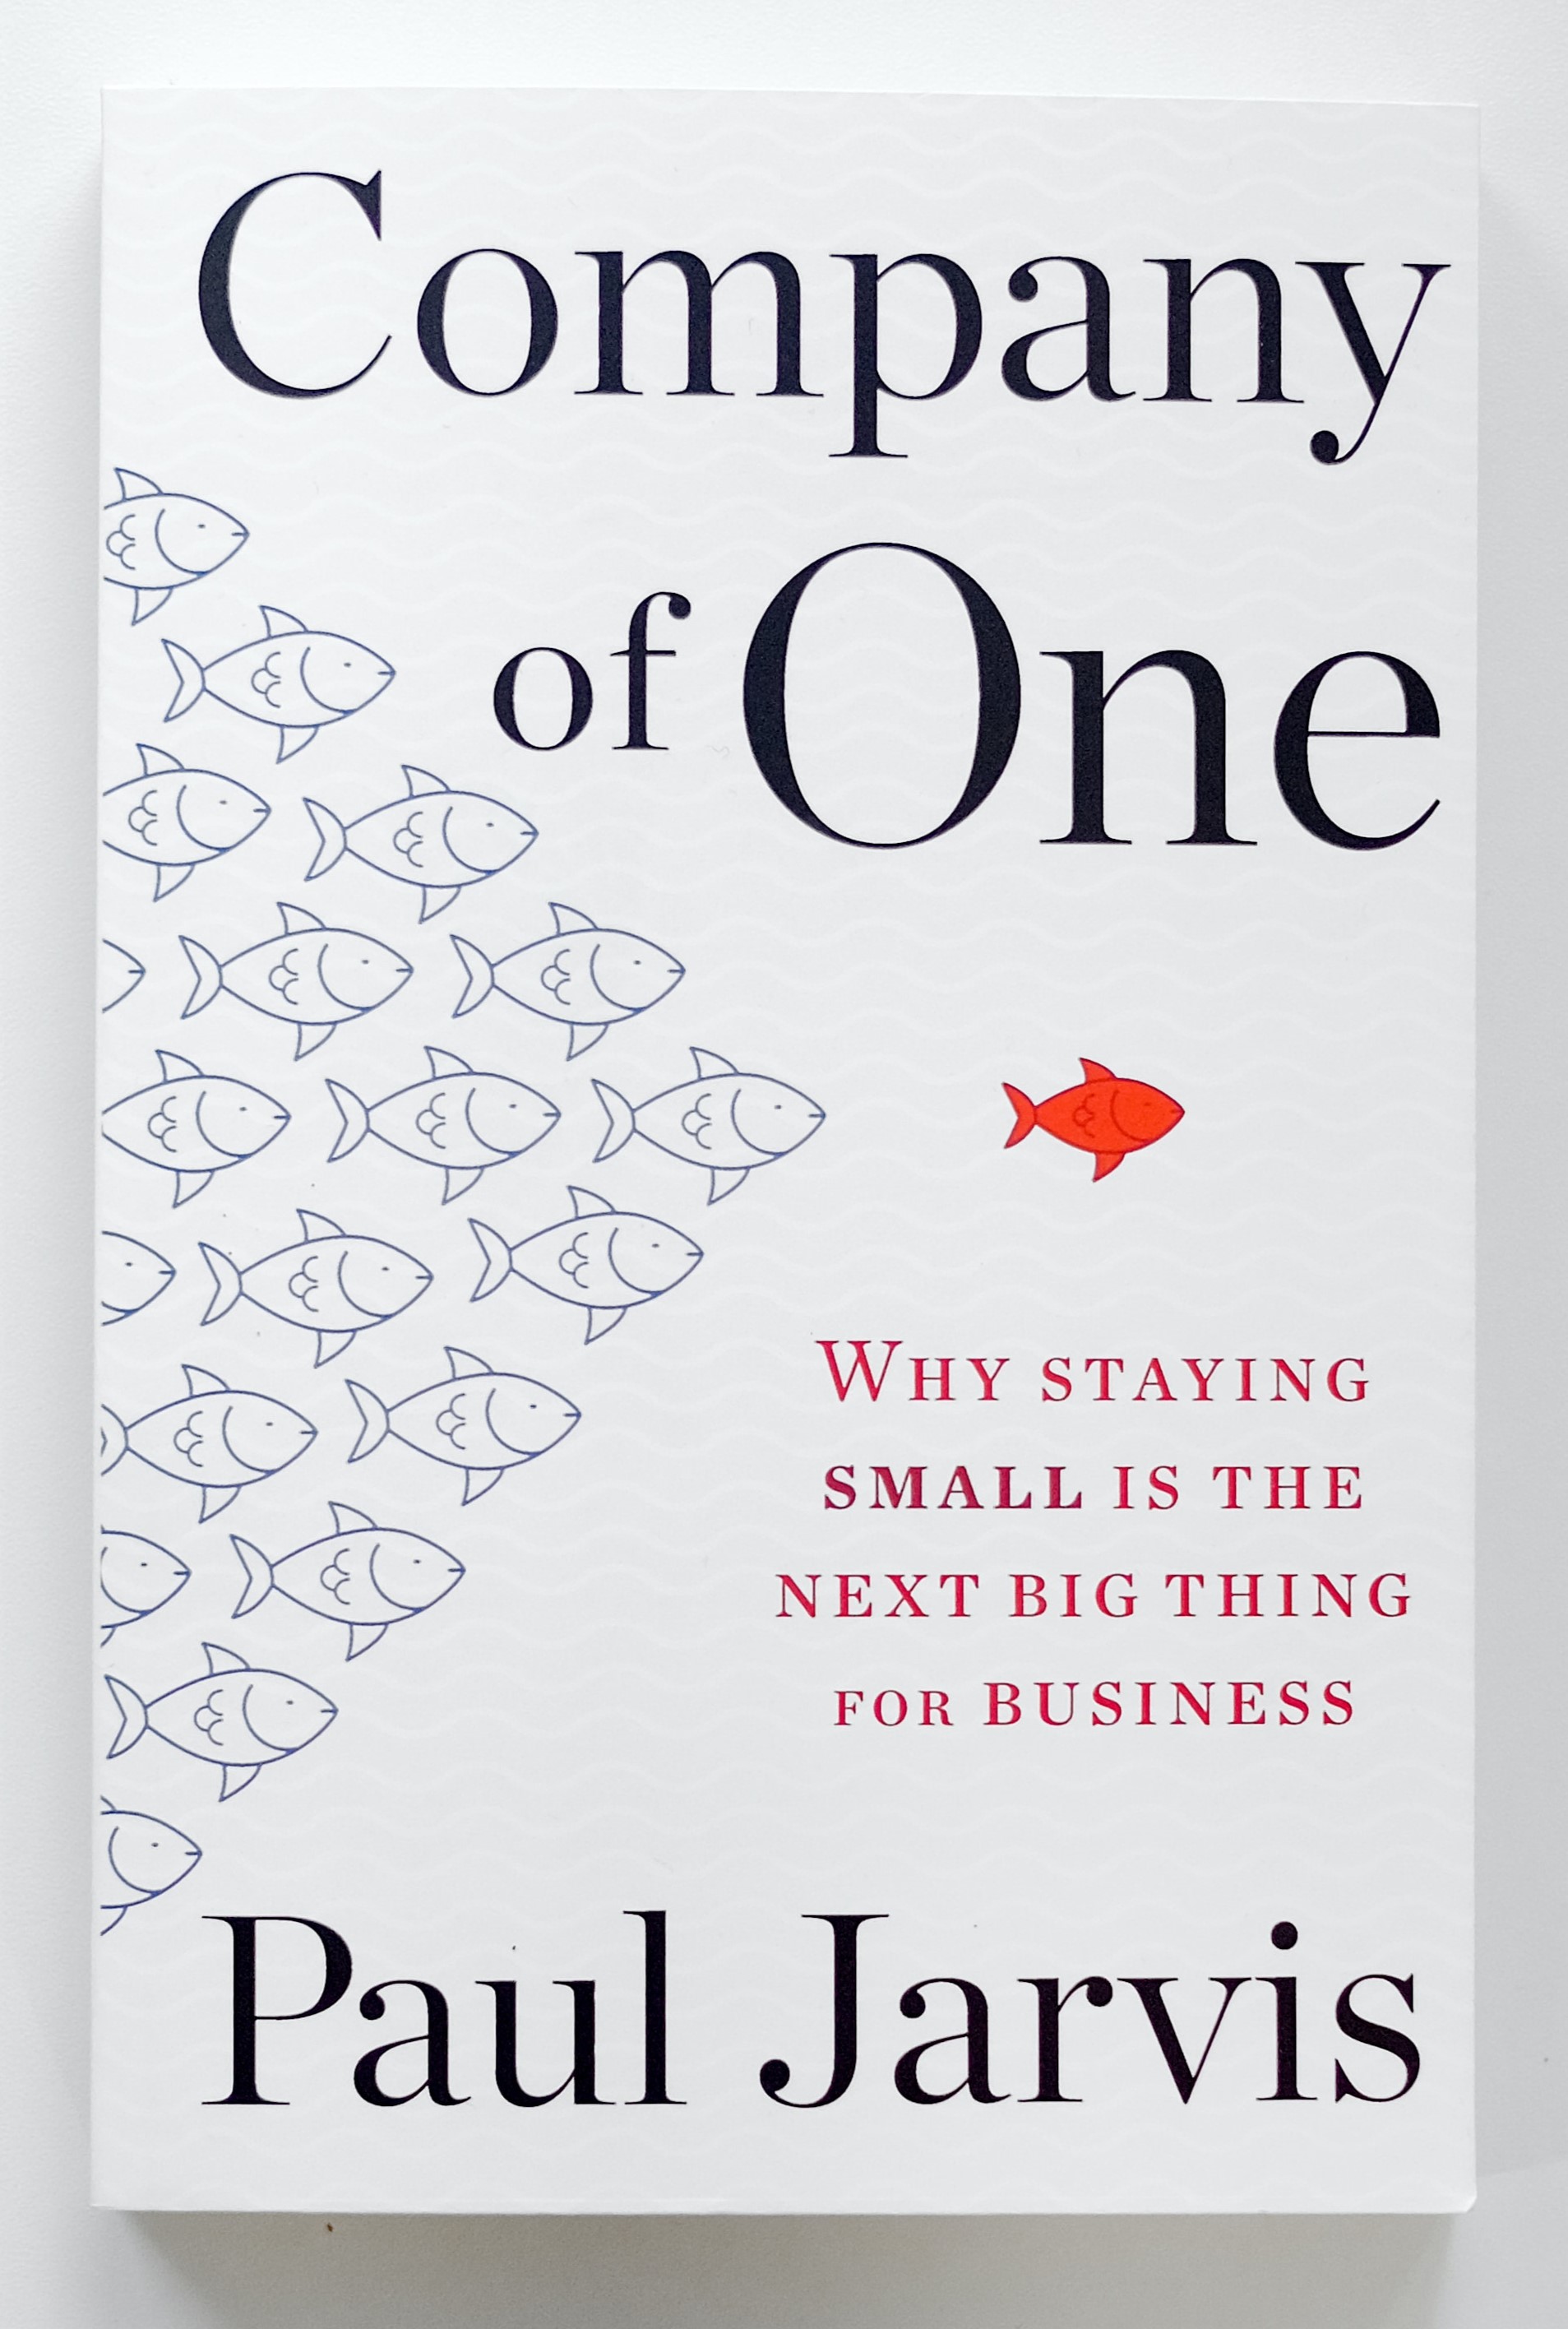 Company
of One
WHY STAYING
SMALL IS THE
NEXT BIG THING
FOR BUSINESS
Paul Jarvis